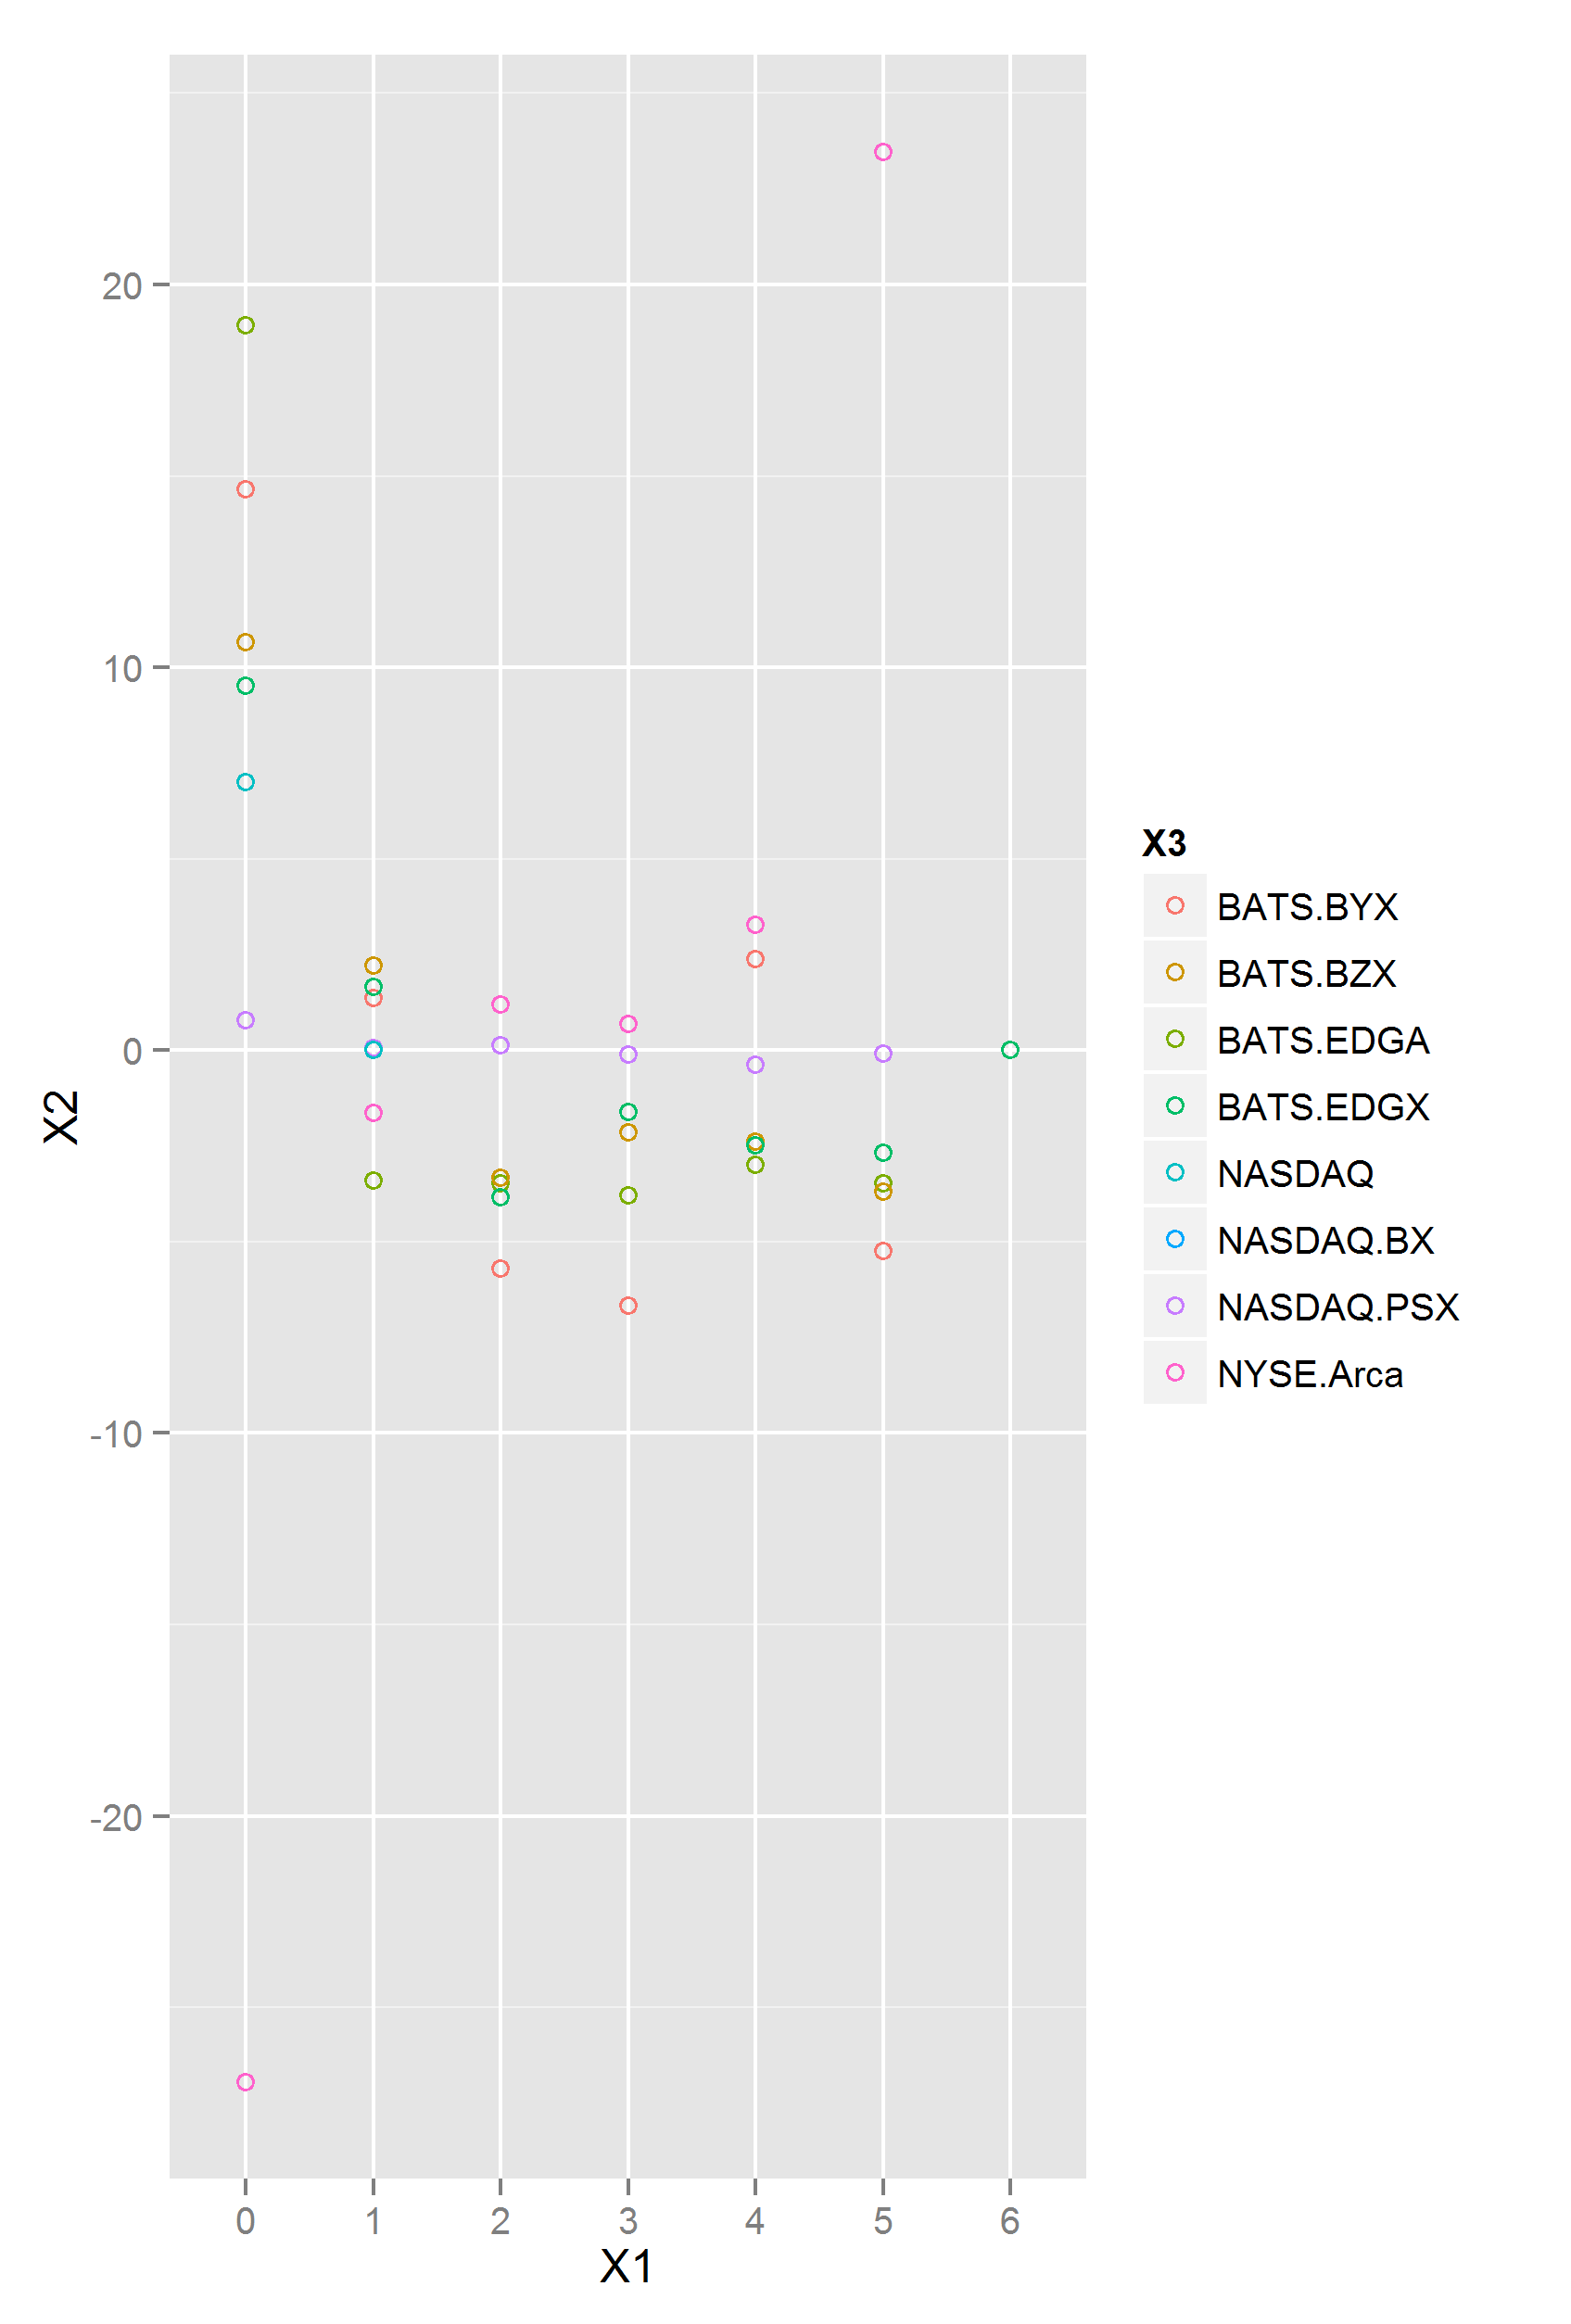 20
10
0
-10
-20
X2
0 1 2 3 4 5 6
X1
X3
BATS.BYX
BATS.BZX
BATS.EDGA
BATS.EDGX
NASDAQ
NASDAQ.BX
NASDAQ.PSX
NYSE.Arca